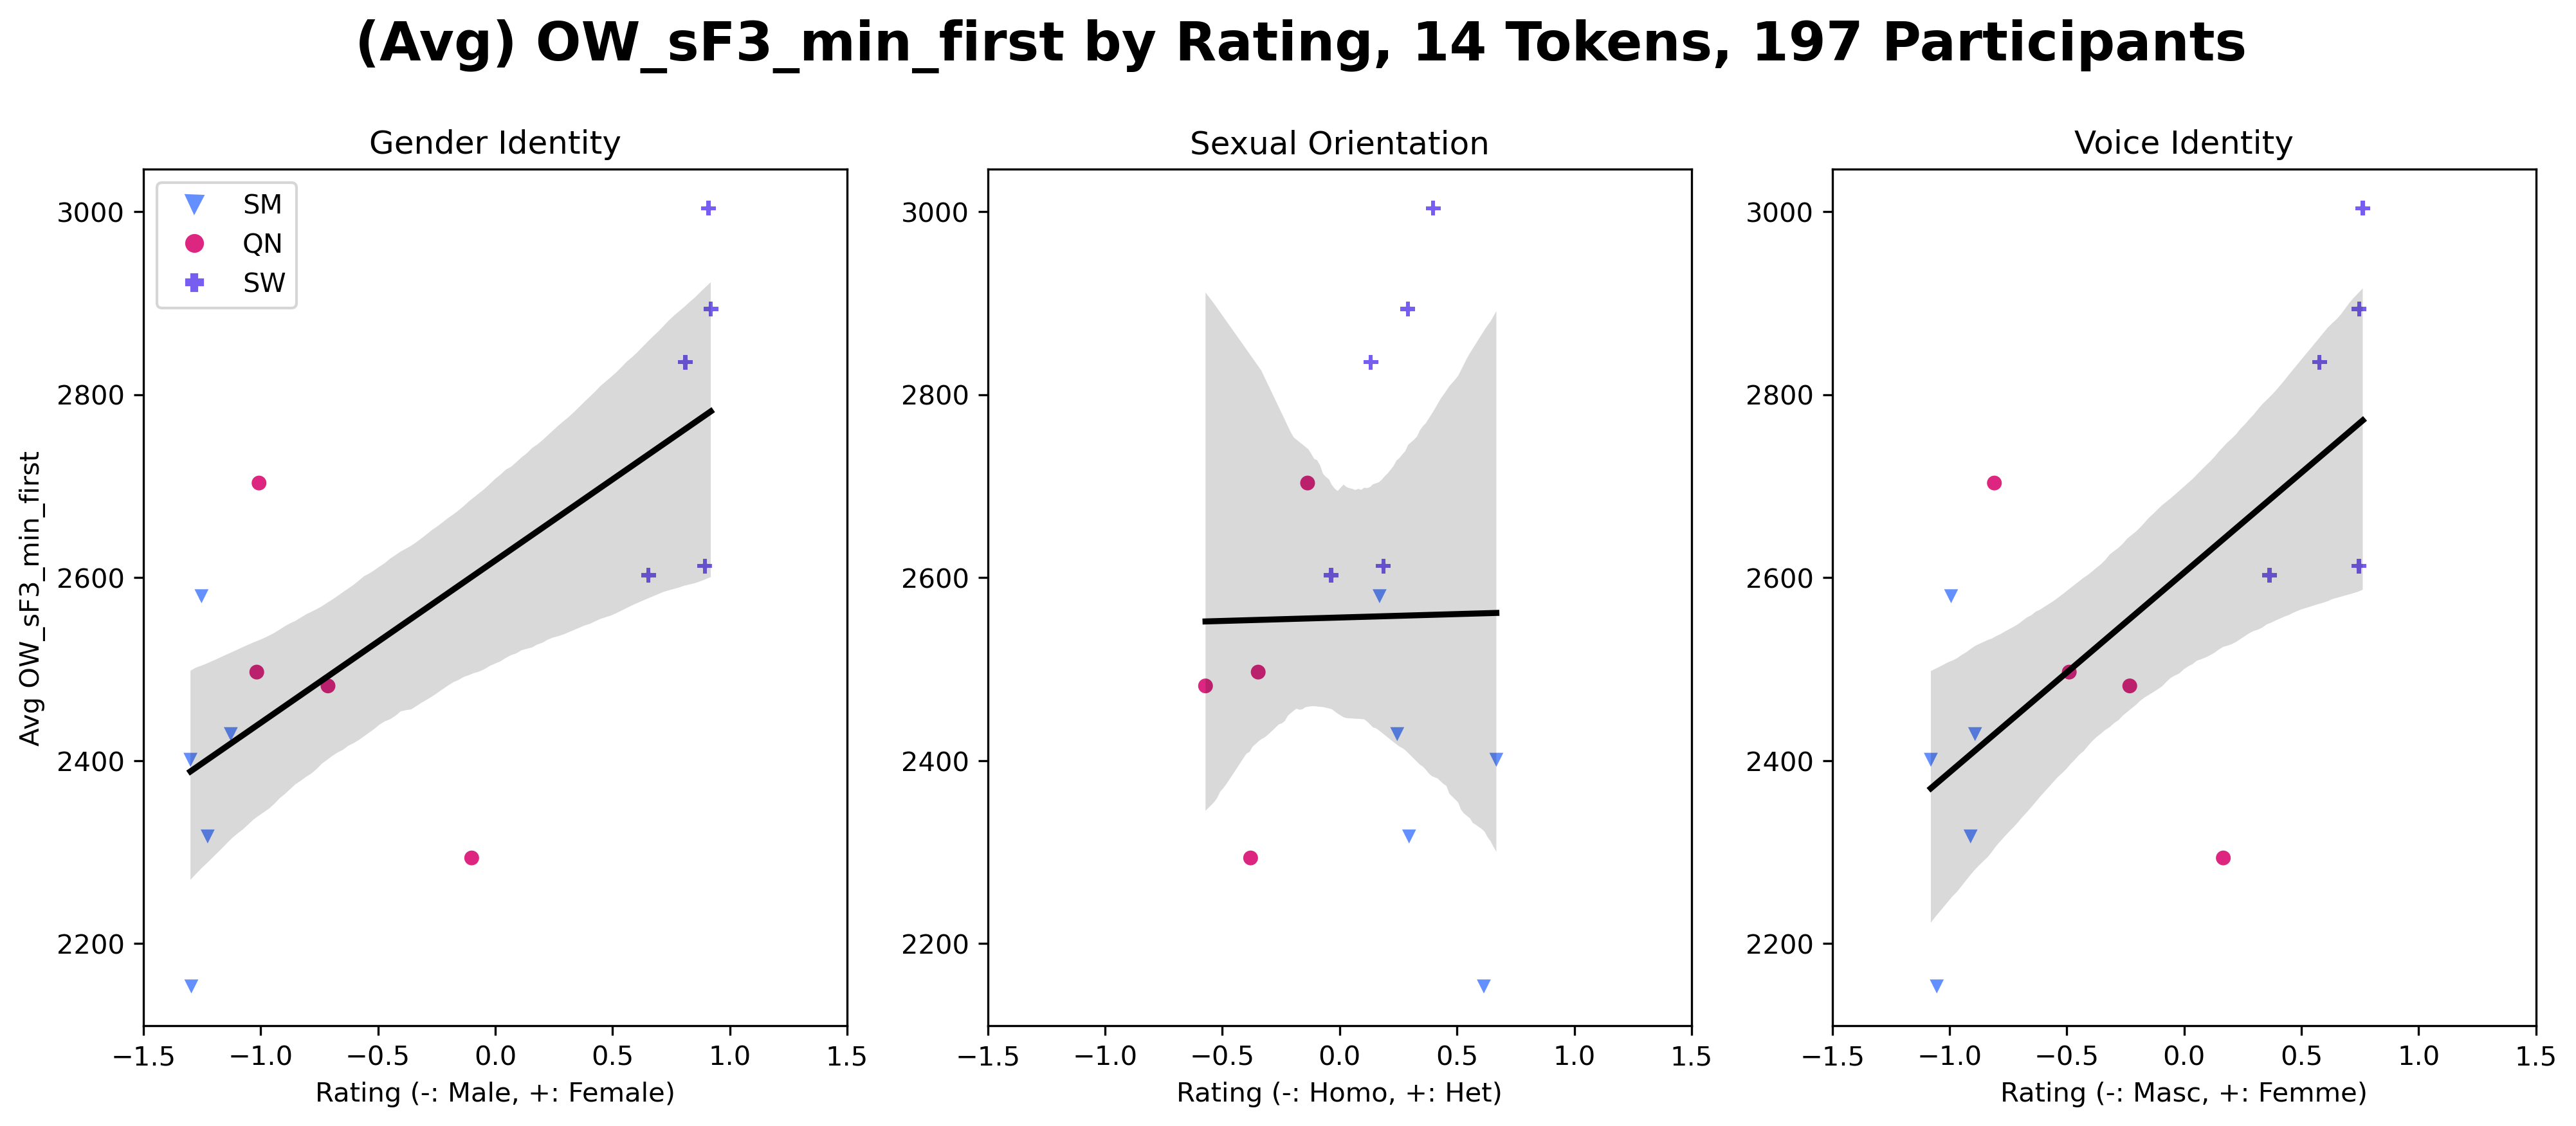 (Avg) OW_sF3_min_first by Rating, 14 Tokens, 197 Participants
Gender Identity
Sexual Orientation
Voice Identity
SM
QN
SW
Avg OW_sF3_min_first
3000
2800
2600
2400
2200
−1.5 −1.0 −0.5 0.0 0.5 1.0 1.5
Rating (-: Male, +: Female)
3000
2800
2600
2400
2200
−1.5 −1.0 −0.5 0.0 0.5 1.0 1.5
Rating (-: Homo, +: Het)
3000
2800
2600
2400
2200
−1.5 −1.0 −0.5 0.0 0.5 1.0 1.5
Rating (-: Masc, +: Femme)